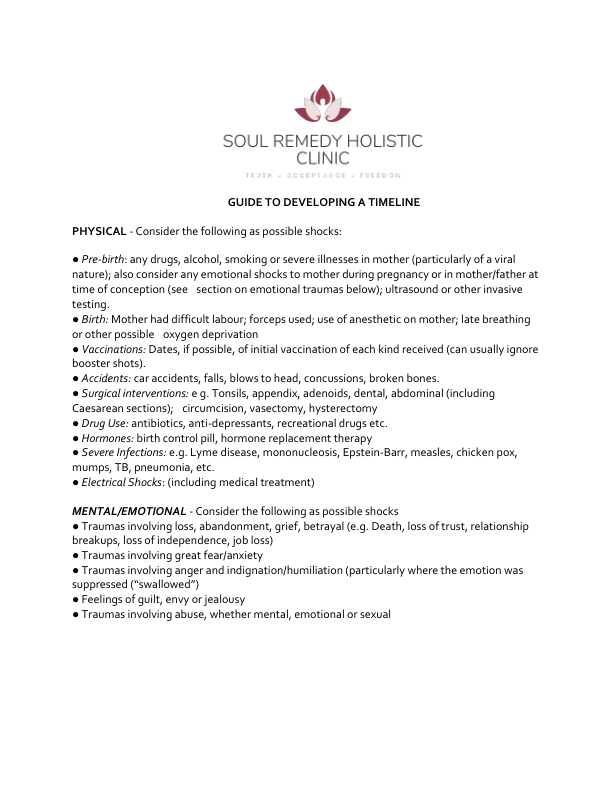 SOUL REMEDY HOLISTIC
CLINIC
TRUTH - ACCEPTANCE - FREEDOM
GUIDE TO DEVELOPING A TIMELINE
PHYSICAL - Consider the following as possible shocks:
● Pre-birth: any drugs, alcohol, smoking or severe illnesses in mother (particularly of a viral
nature); also consider any emotional shocks to mother during pregnancy or in mother/father at
time of conception (see section on emotional traumas below); ultrasound or other invasive
testing.
● Birth: Mother had difficult labour; forceps used; use of anesthetic on mother; late breathing
or other possible oxygen deprivation
● Vaccinations: Dates, if possible, of initial vaccination of each kind received (can usually ignore
booster shots).
● Accidents: car accidents, falls, blows to head, concussions, broken bones.
● Surgical interventions: e g. Tonsils, appendix, adenoids, dental, abdominal (including
Caesarean sections); circumcision, vasectomy, hysterectomy
● Drug Use: antibiotics, anti-depressants, recreational drugs etc.
● Hormones: birth control pill, hormone replacement therapy
● Severe Infections: e.g. Lyme disease, mononucleosis, Epstein-Barr, measles, chicken pox,
mumps, TB, pneumonia, etc.
● Electrical Shocks: (including medical treatment)
MENTAL/EMOTIONAL - Consider the following as possible shocks
● Traumas involving loss, abandonment, grief, betrayal (e.g. Death, loss of trust, relationship
breakups, loss of independence, job loss)
● Traumas involving great fear/anxiety
● Traumas involving anger and indignation/humiliation (particularly where the emotion was
suppressed ("swallowed")
● Feelings of guilt, envy or jealousy
● Traumas involving abuse, whether mental, emotional or sexual